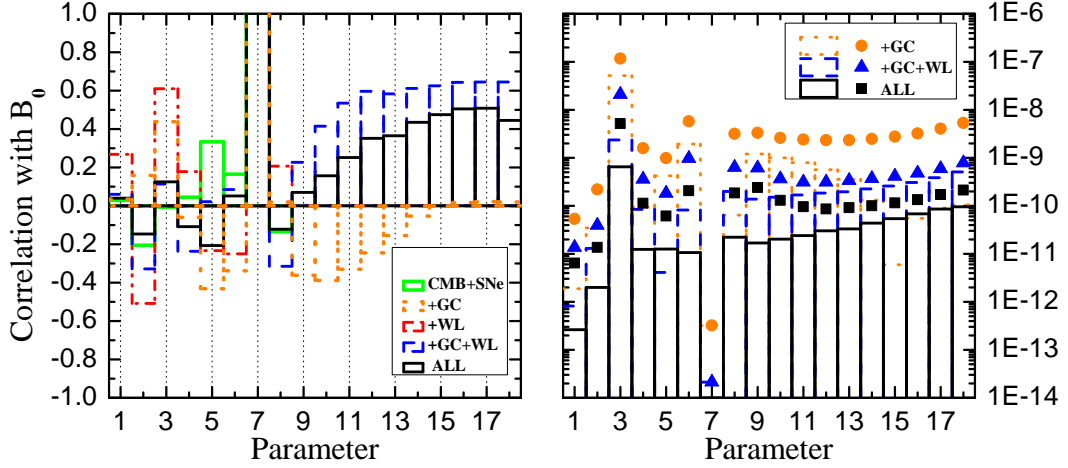 Correlation with B0
1.0
0.8
0.6
0.4
0.2
0.0
-0.2
-0.4
-0.6
-0.8
-1.0
CMB+SNe
+GC
+WL
+GC+WL
ALL
1 3 5 7 9 11 13 15 17
Parameter
+GC
+GC+WL
ALL
1E-6
1E-7
1E-8
1E-9
1E-10
1E-11
1E-12
1E-13
1E-14
1 3 5 7 9 11 13 15 17
Parameter